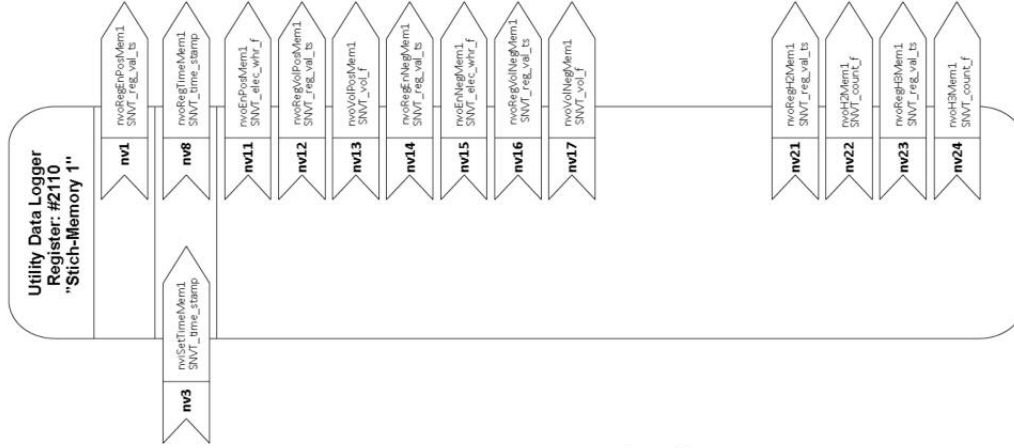 Utility Data Logger
Register: #2110
"Stich-Memory 1"
nv1
nvoRegEnPosMem1
SNVT_reg_val_ts
nv3
nviSetTimeMem1
SNVT_time_stamp
nv8
nvoRegTimeMem1
SNVT_time_stamp
nv11
nvoEnPosMem1
SNVT_elec_whr_f
nv12
nvoRegVolPosMem1
SNVT_reg_val_ts
nv13
nvoVolPosMem1
SNVT_vol_f
nv14
nvoRegEnNegMem1
SNVT_reg_val_ts
nv15
nvoEnNegMem1
SNVT_elec_whr_f
nv16
nvoRegVolNegMem1
SNVT_reg_val_ts
nv17
nvoVolNegMem1
SNVT_vol_f
nv21
nvoRegH2Mem1
SNVT_reg_val_ts
nv22
nvoH2Mem1
SNVT_count_f
nv23
nvoRegH3Mem1
SNVT_reg_val_ts
nv24
nvoH3Mem1
SNVT_count_f